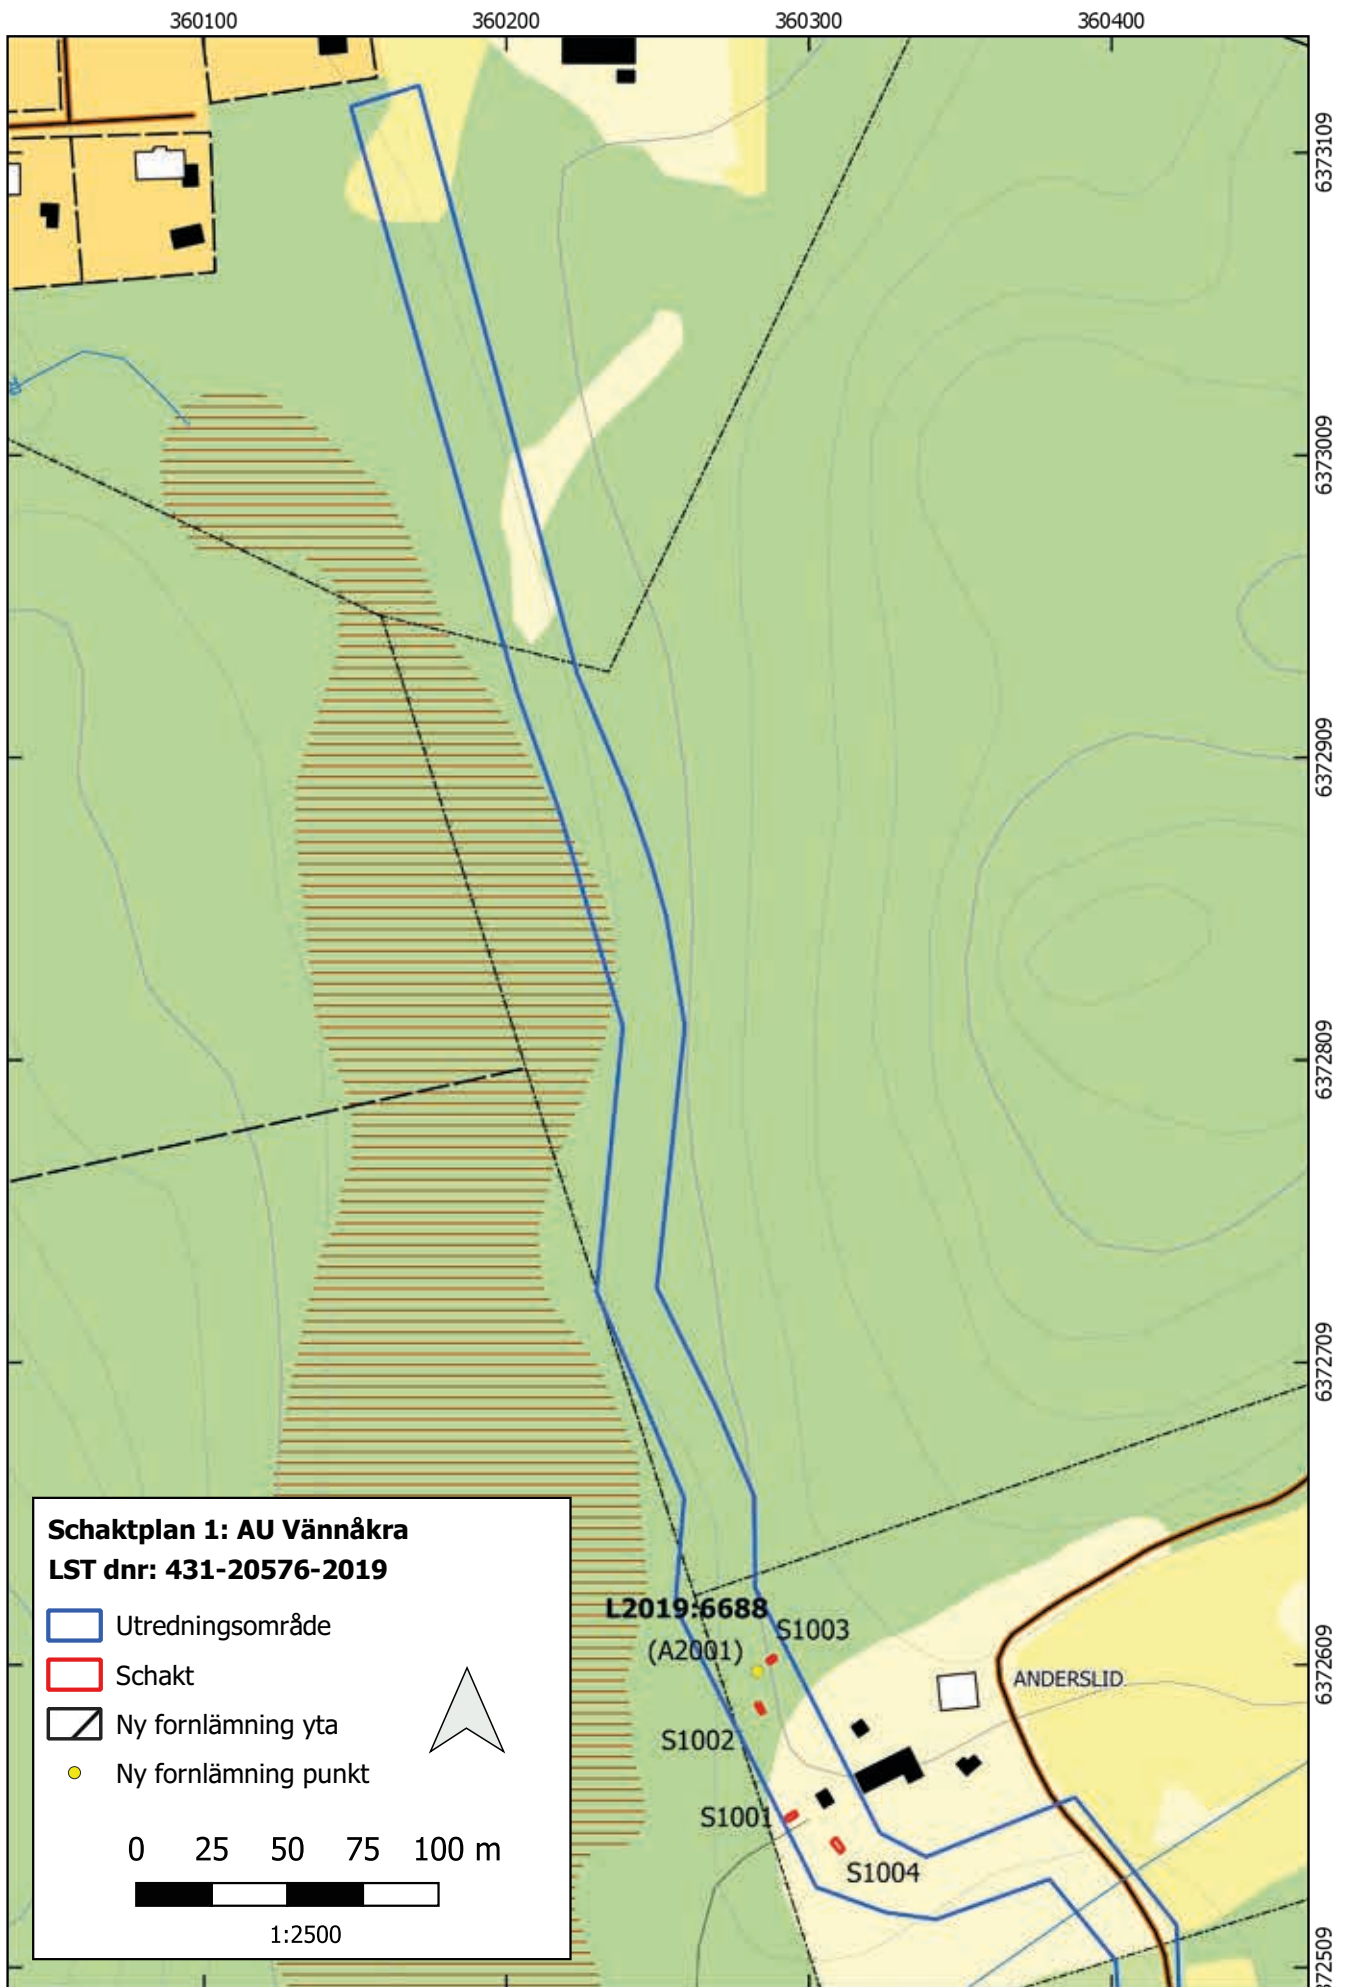 360100 360200 360300 360400
6373109
6373009
6372909
6372809
6372709
6372609
6372509
Schaktplan 1: AU Vännåkra
LST dnr: 431-20576-2019
Utredningsområde
Schakt
Ny fornlämning yta
Ny fornlämning punkt
0 25 50 75 100 m
1:2500
L2019:6688
(A2001)
S1003
ANDERSLID
S1002
S1001
S1004